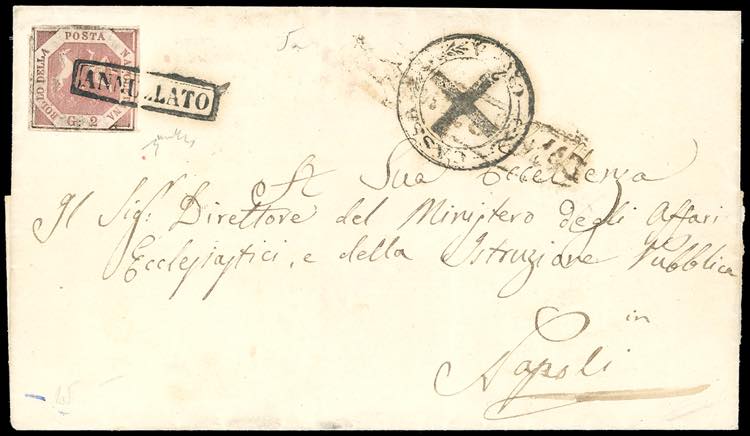 BOLLO DELLA POSTA NAPOLETANA
G. 2
ANNULLATO
A Sua Eccellenza
Il Sig.r Direttore del Ministero degli Affari
Ecclesiastici, e della Istruzione Pubblica
in
Napoli